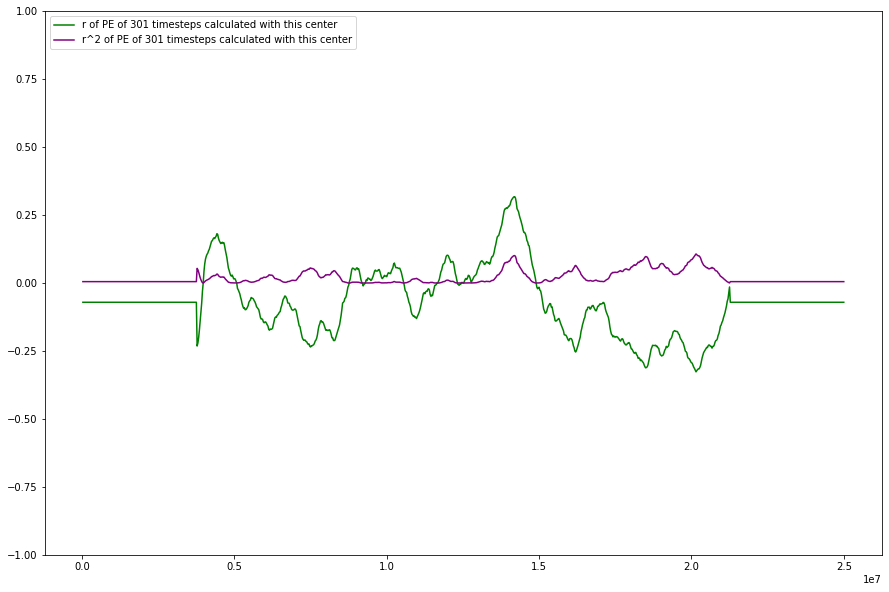 r of PE of 301 timesteps calculated with this center
r^2 of PE of 301 timesteps calculated with this center
1.00
0.75
0.50
0.25
0.00
−0.25
−0.50
−0.75
−1.00
0.0 0.5 1.0 1.5 2.0 2.5
1e7